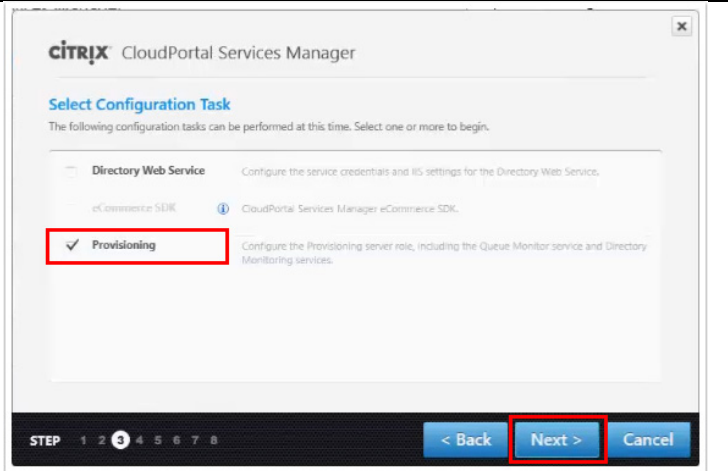 CİTRIX CloudPortal Services Manager
Select Configuration Task
The following configuration tasks can be performed at this time. Select one or more to begin.
Directory Web Service Configure the service credentials and IIS settings for the Directory Web Service.
eCommerce SDK CloudPortal Services Manager eCommerce SDK.
Provisioning Configure the Provisioning server role, including the Queue Monitor service and Directory
Monitoring services.
STEP 1 2 3 4 5 6 7 8 < Back Next > Cancel